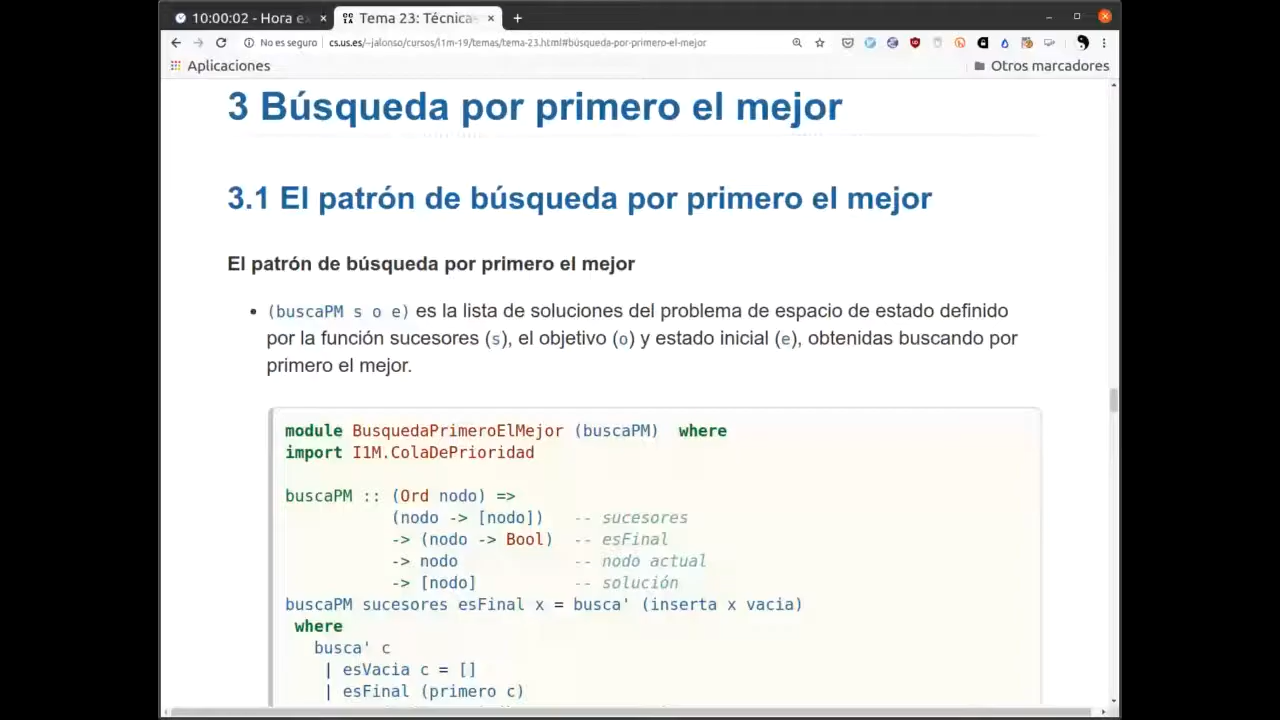 10:00:02 - Hora e
Tema 23: Técnica
No es seguro
cs.us.es/~jalonso/cursos/i1m-19/temas/tema-23.html#búsqueda-por-primero-el-mejor
Aplicaciones
Otros marcadores
3 Búsqueda por primero el mejor
3.1 El patrón de búsqueda por primero el mejor
El patrón de búsqueda por primero el mejor
• (buscaPM s o e) es la lista de soluciones del problema de espacio de estado definido
por la función sucesores (s), el objetivo (o) y estado inicial (e), obtenidas buscando por
primero el mejor.
module BusquedaPrimeroElMejor (buscaPM)  where
import I1M.ColaDePrioridad
buscaPM :: (Ord nodo) =>
(nodo -> [nodo])   -- sucesores
-> (nodo -> Bool)  -- esFinal
-> nodo            -- nodo actual
-> [nodo]          -- solución
buscaPM sucesores esFinal x = busca' (inserta x vacia)
where
busca' c
| esVacia c = []
| esFinal (primero c)